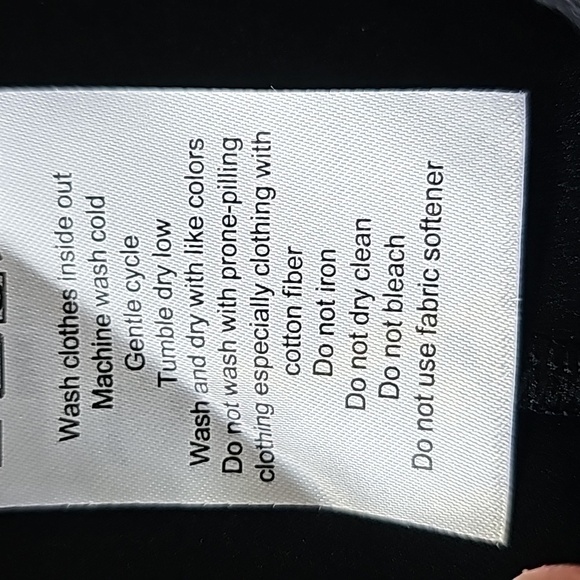 Wash clothes inside out
Machine wash cold
Gentle cycle
Tumble dry low
Wash and dry with like colors
Do not wash with prone-pilling
clothing especially clothing with
cotton fiber
Do not iron
Do not dry clean
Do not bleach
Do not use fabric softener